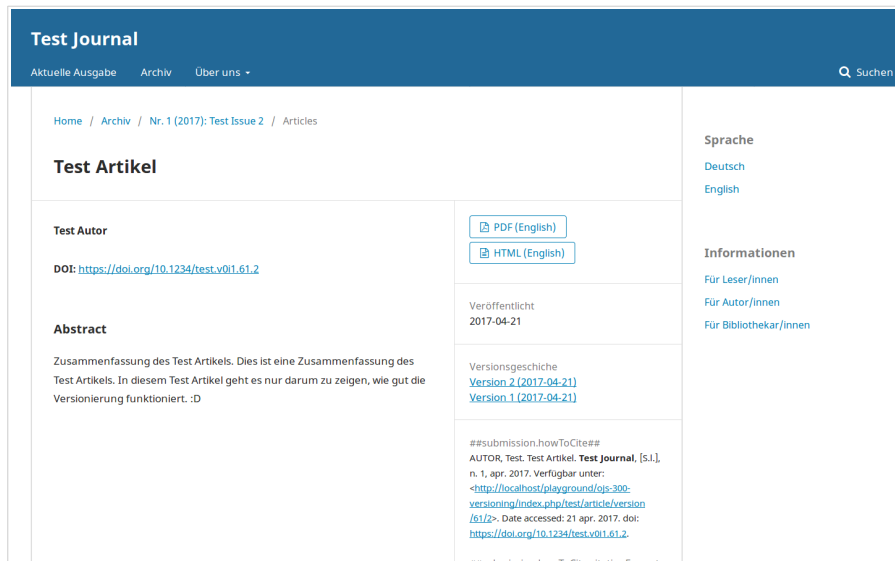 Test Journal
Aktuelle Ausgabe Archiv Über uns
Suchen
Home / Archiv / Nr. 1 (2017): Test Issue 2 / Articles
Test Artikel
Test Autor
DOI: https://doi.org/10.1234/test.v0i1.61.2
Abstract
Zusammenfassung des Test Artikels. Dies ist eine Zusammenfassung des
Test Artikels. In diesem Test Artikel geht es nur darum zu zeigen, wie gut die
Versionierung funktioniert. :D
PDF (English)
HTML (English)
Veröffentlicht
2017-04-21
Versionsgeschiche
Version 2 (2017-04-21)
Version 1 (2017-04-21)
##submission.howToCite##
AUTOR, Test. Test Artikel. Test Journal, [S.l.],
n. 1, apr. 2017. Verfügbar unter:
<http://localhost/playground/ojs-300-
versioning/index.php/test/article/version
/61/2>. Date accessed: 21 apr. 2017. doi:
https://doi.org/10.1234/test.v0i1.61.2.
Sprache
Deutsch
English
Informationen
Für Leser/innen
Für Autor/innen
Für Bibliothekar/innen